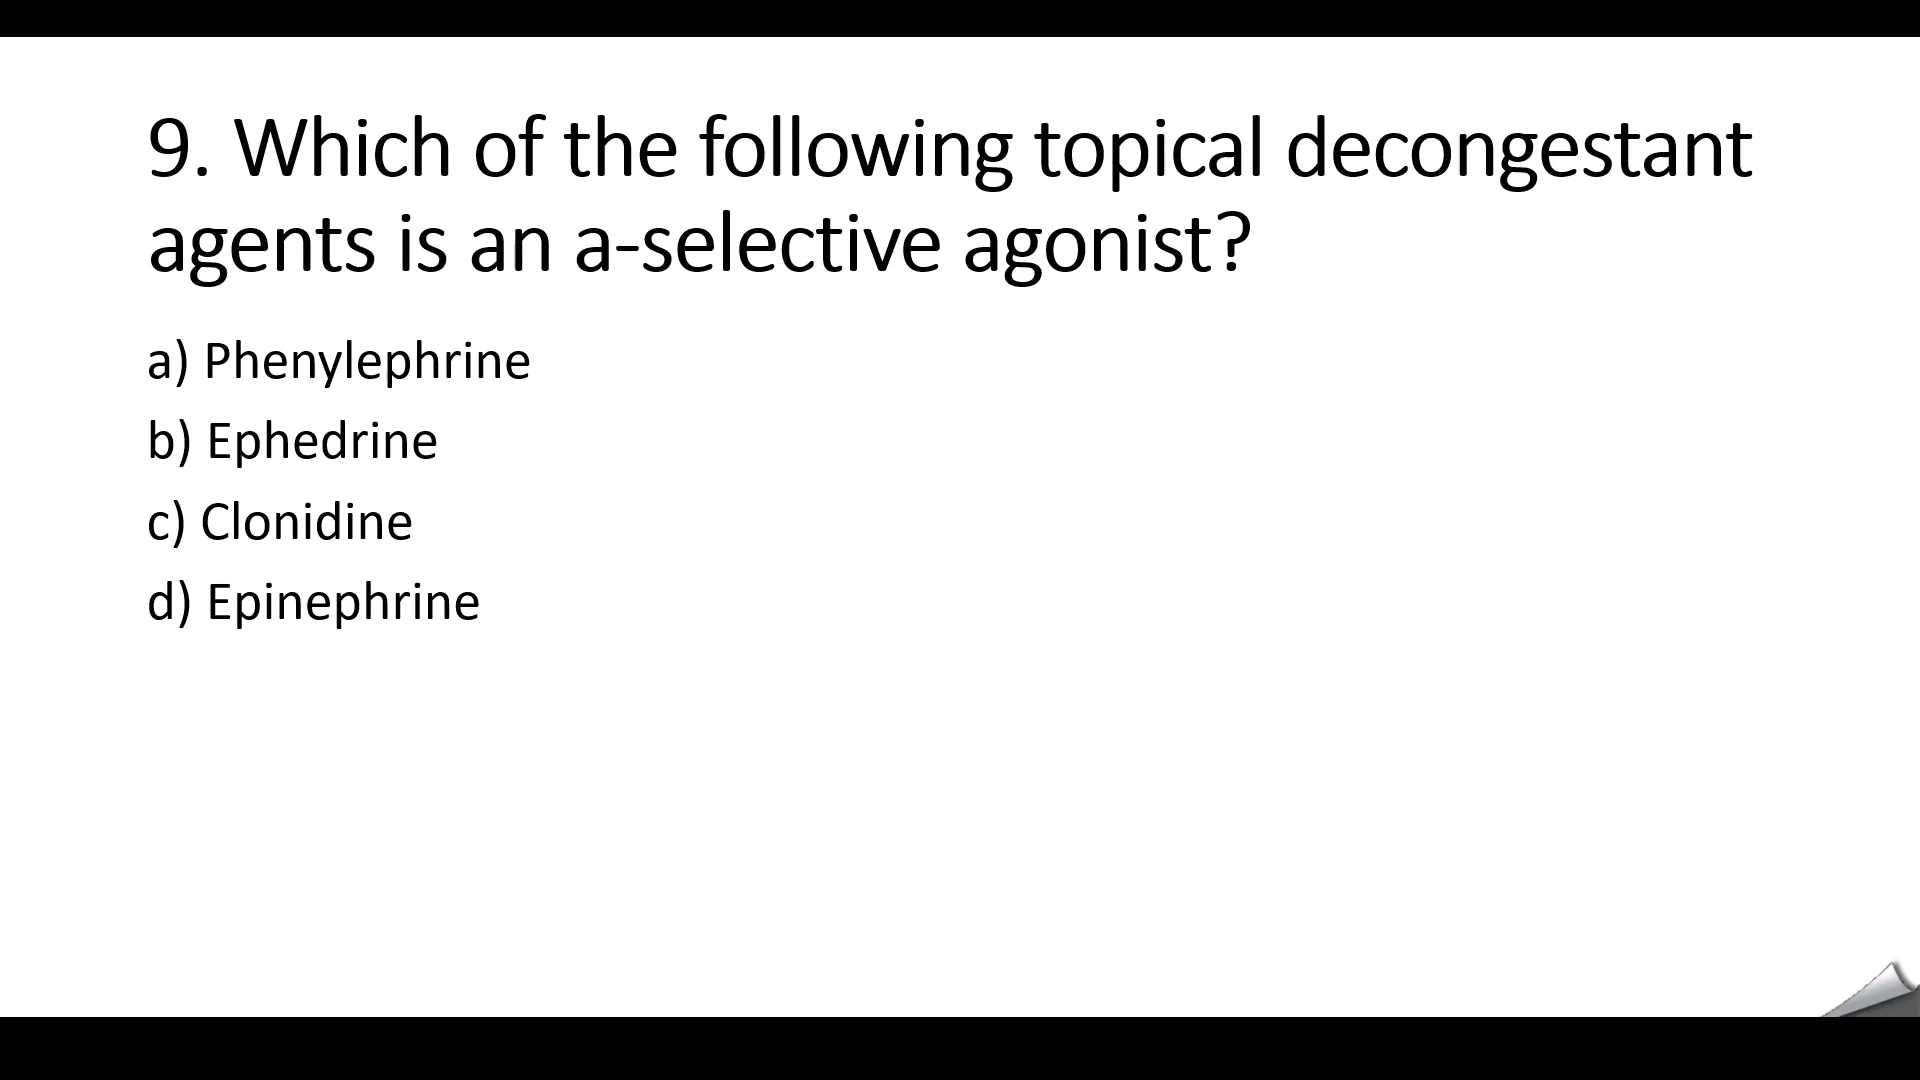 9. Which of the following topical decongestant
agents is an a-selective agonist?
a) Phenylephrine
b) Ephedrine
c) Clonidine
d) Epinephrine